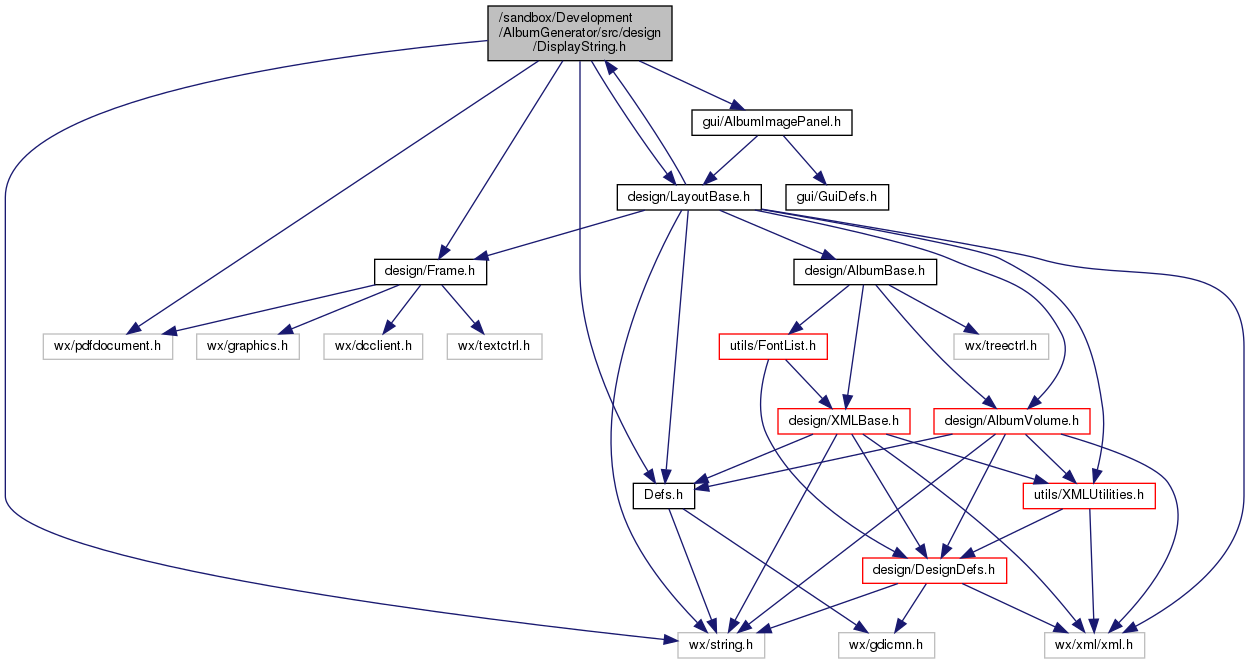 /sandbox/Development
/AlbumGenerator/src/design
/DisplayString.h
gui/AlbumImagePanel.h
design/LayoutBase.h
gui/GuiDefs.h
design/Frame.h
design/AlbumBase.h
wx/pdfdocument.h
wx/graphics.h
wx/dcclient.h
wx/textctrl.h
utils/FontList.h
wx/treectrl.h
design/XMLBase.h
design/AlbumVolume.h
Defs.h
utils/XMLUtilities.h
design/DesignDefs.h
wx/string.h
wx/gdicmn.h
wx/xml/xml.h